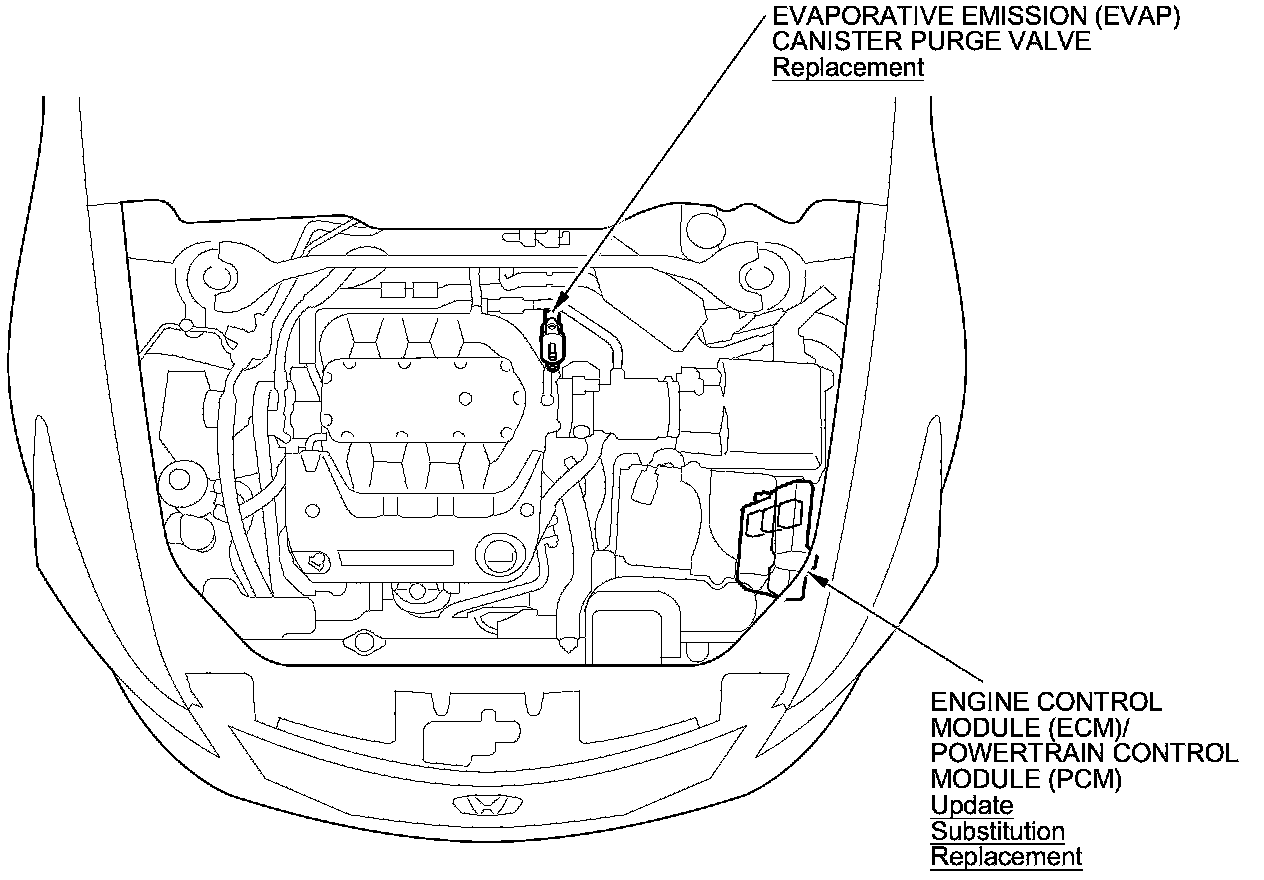 EVAPORATIVE EMISSION (EVAP)
CANISTER PURGE VALVE
Replacement
ENGINE CONTROL
MODULE (ECM)/
POWERTRAIN CONTROL
MODULE (PCM)
Update
Substitution
Replacement